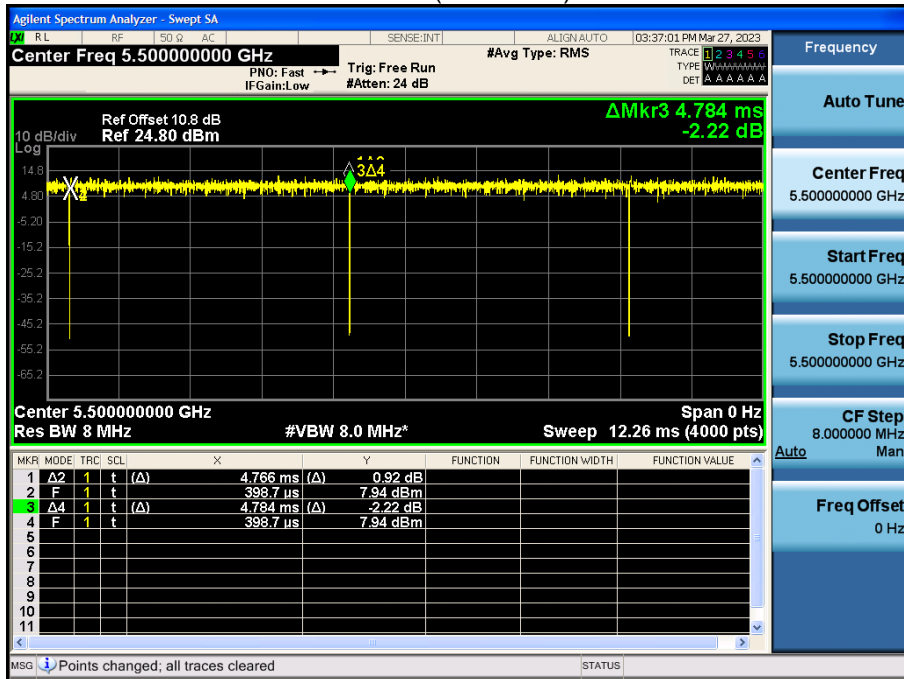 Agilent Spectrum Analyzer - Swept SA
LXI RL RF 50 Ω AC SENSE:INT ALIGN AUTO 03:37:01 PM Mar 27, 2023
Center Freq 5.500000000 GHz #Avg Type: RMS TRACE 1 2 3 4 5 6
PNO: Fast Trig: Free Run TYPE
IFGain:Low #Atten: 24 dB DET A A A A A A
Frequency
Auto Tune
Center Freq
5.500000000 GHz
Start Freq
5.500000000 GHz
Stop Freq
5.500000000 GHz
CF Step
8.000000 MHz
Auto Man
Freq Offset
0 Hz
ΔMkr3 4.784 ms
-2.22 dB
Ref Offset 10.8 dB
10 dB/div Ref 24.80 dBm
Log
14.8
4.80
-5.20
-15.2
-25.2
-35.2
-45.2
-55.2
-65.2
3Δ4
Center 5.500000000 GHz Span 0 Hz
Res BW 8 MHz #VBW 8.0 MHz* Sweep 12.26 ms (4000 pts)
MKR MODE TRC SCL X Y FUNCTION FUNCTION WIDTH FUNCTION VALUE
1 Δ2 1 t (Δ) 4.766 ms (Δ) 0.92 dB
2 F 1 t 398.7 µs 7.94 dBm
3 Δ4 1 t (Δ) 4.784 ms (Δ) -2.22 dB
4 F 1 t 398.7 µs 7.94 dBm
5
6
7
8
9
10
11
MSG Points changed; all traces cleared STATUS